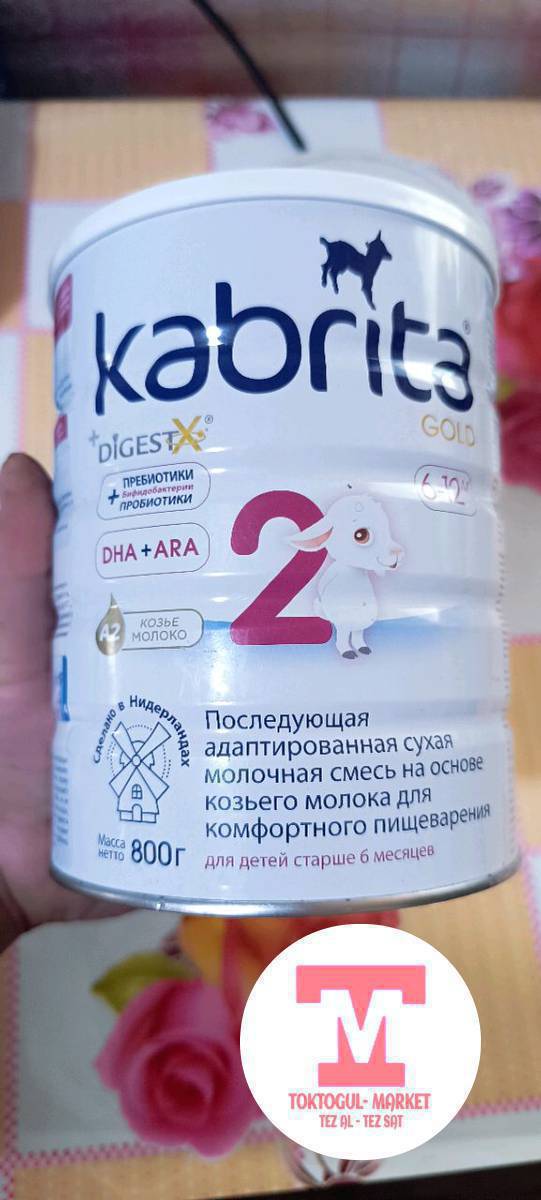 kabrita®
GOLD
+DIGESTX®
+ ПРЕБИОТИКИ
Бифидобактерии
ПРОБИОТИКИ
6-12
DHA+ARA
2
A2
КОЗЬЕ
МОЛОКО
Сделано в Нидерландах
Последующая
адаптированная сухая
молочная смесь на основе
козьего молока для
комфортного пищеварения
для детей старше 6 месяцев
Масса
нетто 800г
TM
TOKTOGUL- MARKET
TEZ AL - TEZ SAT